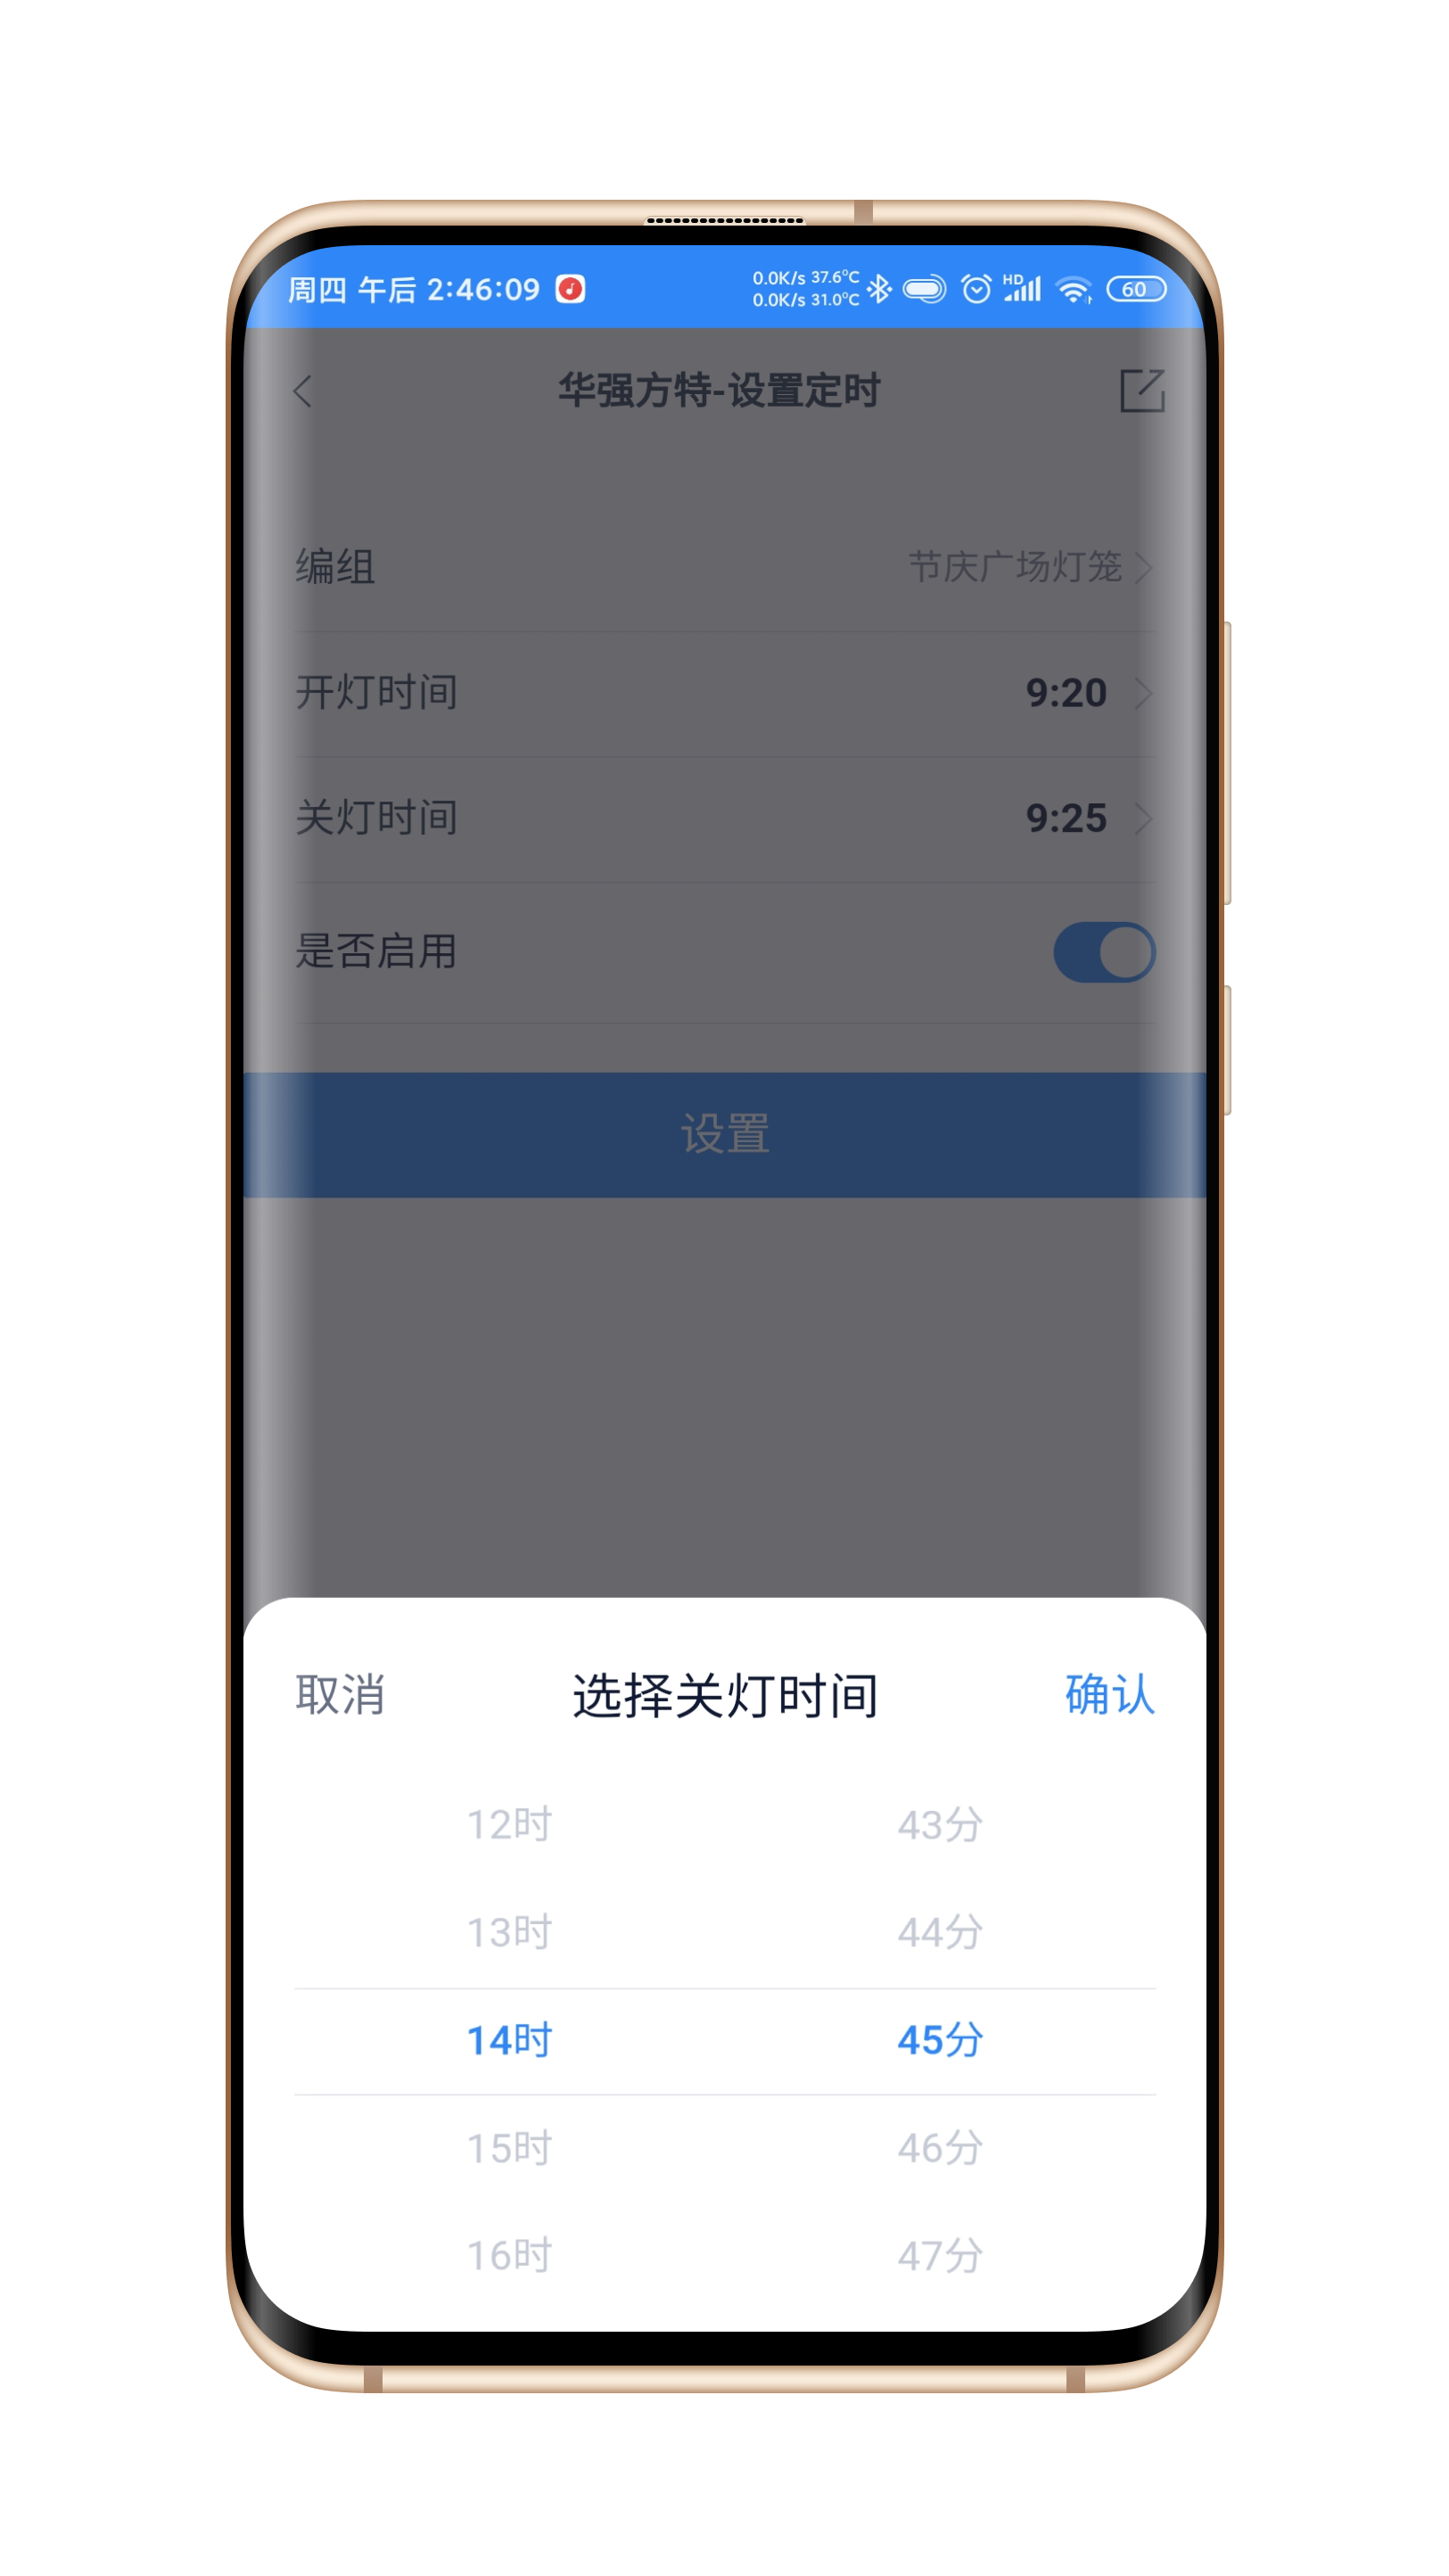 周四 午后 2:46:09
0.0K/s 37.6°C
0.0K/s 31.0°C
HD
60
华强方特-设置定时
编组 节庆广场灯笼
开灯时间 9:20
关灯时间 9:25
是否启用
设置
取消 选择关灯时间 确认
12时 43分
13时 44分
14时 45分
15时 46分
16时 47分